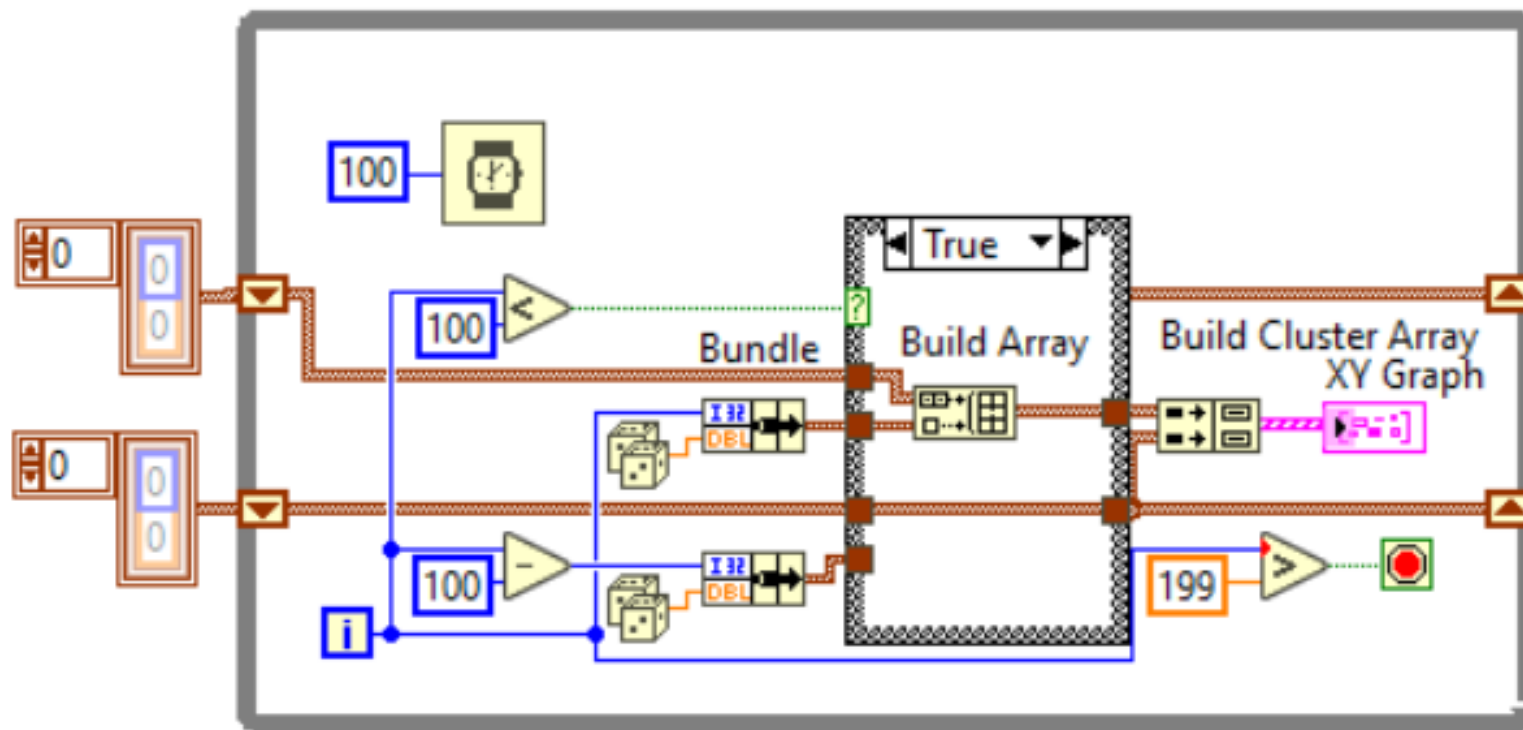 100
True
0
0
0
<
100
?
Bundle
Build Array
Build Cluster Array
XY Graph
I32
DBL
0
0
0
-
100
I32
DBL
199
>
i